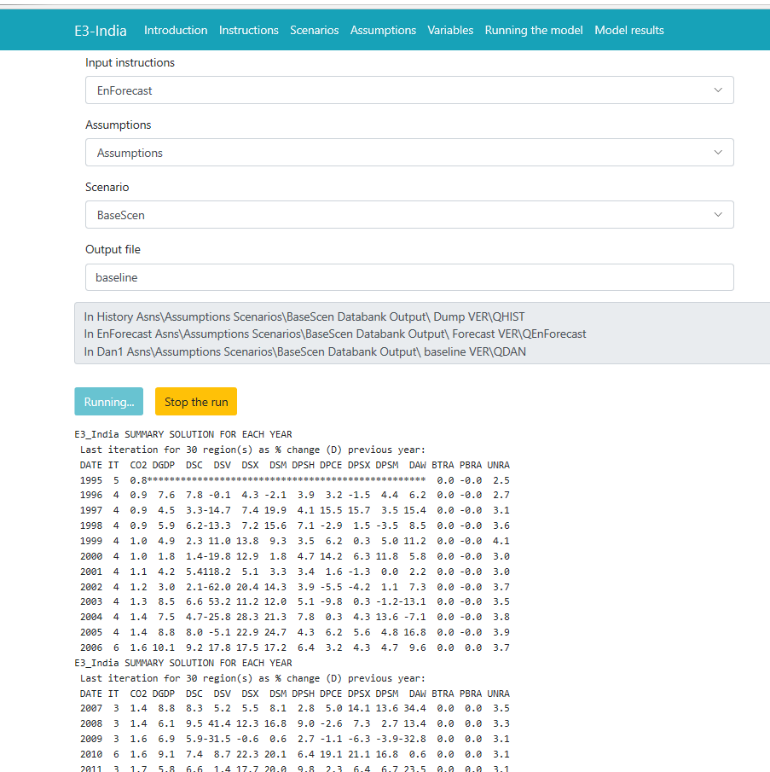 E3-India Introduction Instructions Scenarios Assumptions Variables Running the model Model results
Input instructions
EnForecast
Assumptions
Assumptions
Scenario
BaseScen
Output file
baseline
In History Asns\Assumptions Scenarios\BaseScen Databank Output\ Dump VER\QHIST
In EnForecast Asns\Assumptions Scenarios\BaseScen Databank Output\ Forecast VER\QEnForecast
In Dan1 Asns\Assumptions Scenarios\BaseScen Databank Output\ baseline VER\QDAN
Running... Stop the run
E3_India SUMMARY SOLUTION FOR EACH YEAR
Last iteration for 30 region(s) as % change (D) previous year:
DATE IT CO2 DGDP DSC DSV DSX DSM DPSH DPCE DPSX DPSM DAW BTRA PBRA UNRA
1995 5 0.8************************************************ 0.0 -0.0 2.5
1996 4 0.9 7.6 7.8 -0.1 4.3 -2.1 3.9 3.2 -1.5 4.4 6.2 0.0 -0.0 2.7
1997 4 0.9 4.5 3.3-14.7 7.4 19.9 4.1 15.5 15.7 3.5 15.4 0.0 -0.0 3.1
1998 4 0.9 5.9 6.2-13.3 7.2 15.6 7.1 -2.9 1.5 -3.5 8.5 0.0 -0.0 3.6
1999 4 1.0 4.9 2.3 11.0 13.8 9.3 3.5 6.2 0.3 5.0 11.2 0.0 -0.0 4.1
2000 4 1.0 1.8 1.4-19.8 12.9 1.8 4.7 14.2 6.3 11.8 5.8 0.0 -0.0 3.0
2001 4 1.1 4.2 5.4118.2 5.1 3.3 3.4 1.6 -1.3 0.0 2.2 0.0 -0.0 3.0
2002 4 1.2 3.0 2.1-62.0 20.4 14.3 3.9 -5.5 -4.2 1.1 7.3 0.0 -0.0 3.7
2003 4 1.3 8.5 6.6 53.2 11.2 12.0 5.1 -9.8 0.3 -1.2-13.1 0.0 -0.0 3.5
2004 4 1.4 7.5 4.7-25.8 28.3 21.3 7.8 0.3 4.3 13.6 -7.1 0.0 -0.0 3.8
2005 4 1.4 8.8 8.0 -5.1 22.9 24.7 4.3 6.2 5.6 4.8 16.8 0.0 -0.0 3.9
2006 6 1.6 10.1 9.2 17.8 17.5 17.2 6.4 3.2 4.3 4.7 9.6 0.0 -0.0 3.7
E3_India SUMMARY SOLUTION FOR EACH YEAR
Last iteration for 30 region(s) as % change (D) previous year:
DATE IT CO2 DGDP DSC DSV DSX DSM DPSH DPCE DPSX DPSM DAW BTRA PBRA UNRA
2007 3 1.4 8.8 8.3 5.2 5.5 8.1 2.8 5.0 14.1 13.6 34.4 0.0 0.0 3.5
2008 3 1.4 6.1 9.5 41.4 12.3 16.8 9.0 -2.6 7.3 2.7 13.4 0.0 0.0 3.3
2009 3 1.6 6.9 5.9-31.5 -0.6 0.6 2.7 -1.1 -6.3 -3.9-32.8 0.0 0.0 3.1
2010 6 1.6 9.1 7.4 8.7 22.3 20.1 6.4 19.1 21.1 16.8 0.6 0.0 0.0 3.1
2011 3 1.7 5.8 6.6 1.4 17.7 20.0 9.8 2.3 6.4 6.7 23.5 0.0 0.0 3.1